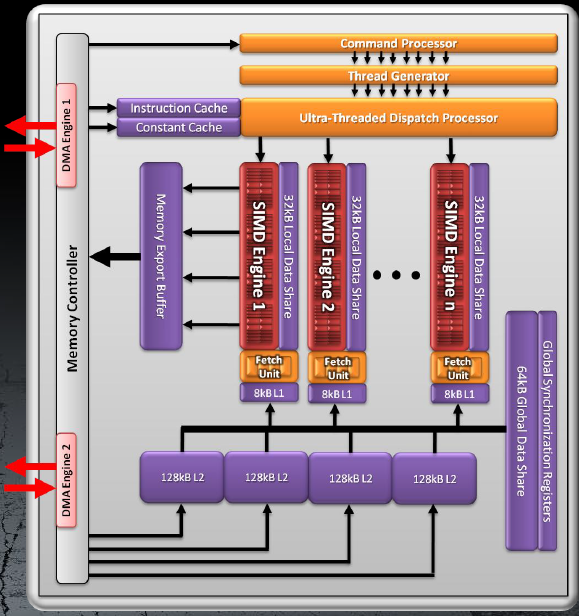 Command Processor
Thread Generator
Ultra-Threaded Dispatch Processor
Instruction Cache
Constant Cache
DMA Engine 1
Memory Controller
DMA Engine 2
Memory Export Buffer
SIMD Engine 1
32kB Local Data Share
SIMD Engine 2
32kB Local Data Share
SIMD Engine n
32kB Local Data Share
Fetch
Unit
8kB L1
Fetch
Unit
8kB L1
Fetch
Unit
8kB L1
64kB Global Data Share
Global Synchronization Registers
128kB L2
128kB L2
128kB L2
128kB L2